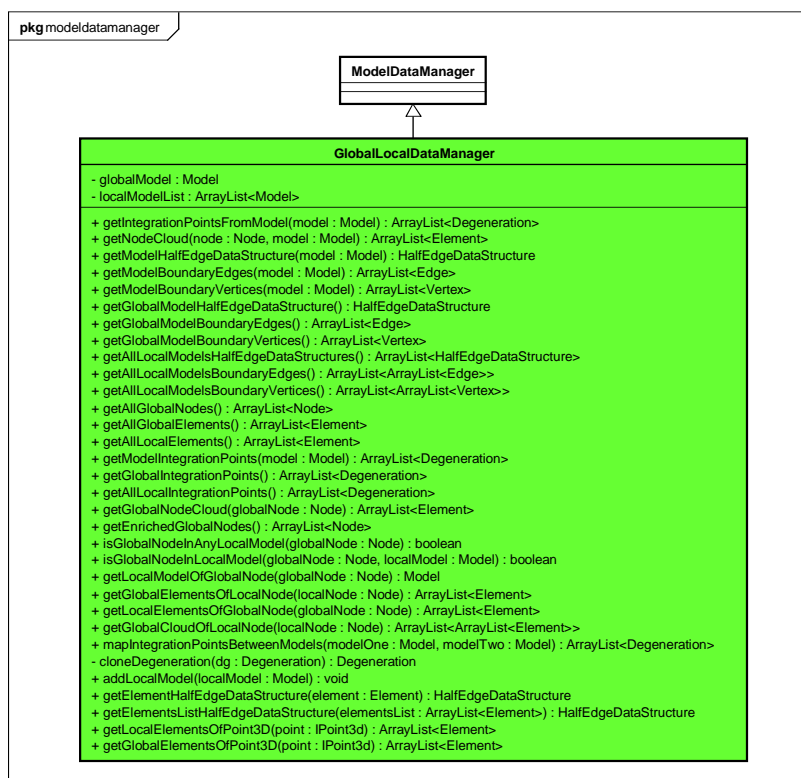 pkg modeldatamanager
ModelDataManager
GlobalLocalDataManager
- globalModel : Model
- localModelList : ArrayList<Model>
+ getIntegrationPointsFromModel(model : Model) : ArrayList<Degeneration>
+ getNodeCloud(node : Node, model : Model) : ArrayList<Element>
+ getModelHalfEdgeDataStructure(model : Model) : HalfEdgeDataStructure
+ getModelBoundaryEdges(model : Model) : ArrayList<Edge>
+ getModelBoundaryVertices(model : Model) : ArrayList<Vertex>
+ getGlobalModelHalfEdgeDataStructure() : HalfEdgeDataStructure
+ getGlobalModelBoundaryEdges() : ArrayList<Edge>
+ getGlobalModelBoundaryVertices() : ArrayList<Vertex>
+ getAllLocalModelsHalfEdgeDataStructures() : ArrayList<HalfEdgeDataStructure>
+ getAllLocalModelsBoundaryEdges() : ArrayList<ArrayList<Edge>>
+ getAllLocalModelsBoundaryVertices() : ArrayList<ArrayList<Vertex>>
+ getAllGlobalNodes() : ArrayList<Node>
+ getAllGlobalElements() : ArrayList<Element>
+ getAllLocalElements() : ArrayList<Element>
+ getModelIntegrationPoints(model : Model) : ArrayList<Degeneration>
+ getGlobalIntegrationPoints() : ArrayList<Degeneration>
+ getAllLocalIntegrationPoints() : ArrayList<Degeneration>
+ getGlobalNodeCloud(globalNode : Node) : ArrayList<Element>
+ getEnrichedGlobalNodes() : ArrayList<Node>
+ isGlobalNodeInAnyLocalModel(globalNode : Node) : boolean
+ isGlobalNodeInLocalModel(globalNode : Node, localModel : Model) : boolean
+ getLocalModelOfGlobalNode(globalNode : Node) : Model
+ getGlobalElementsOfLocalNode(localNode : Node) : ArrayList<Element>
+ getLocalElementsOfGlobalNode(globalNode : Node) : ArrayList<Element>
+ getGlobalCloudOfLocalNode(localNode : Node) : ArrayList<ArrayList<Element>>
+ mapIntegrationPointsBetweenModels(modelOne : Model, modelTwo : Model) : ArrayList<Degeneration>
- cloneDegeneration(dg : Degeneration) : Degeneration
+ addLocalModel(localModel : Model) : void
+ getElementHalfEdgeDataStructure(element : Element) : HalfEdgeDataStructure
+ getElementsListHalfEdgeDataStructure(elementsList : ArrayList<Element>) : HalfEdgeDataStructure
+ getLocalElementsOfPoint3D(point : IPoint3d) : ArrayList<Element>
+ getGlobalElementsOfPoint3D(point : IPoint3d) : ArrayList<Element>